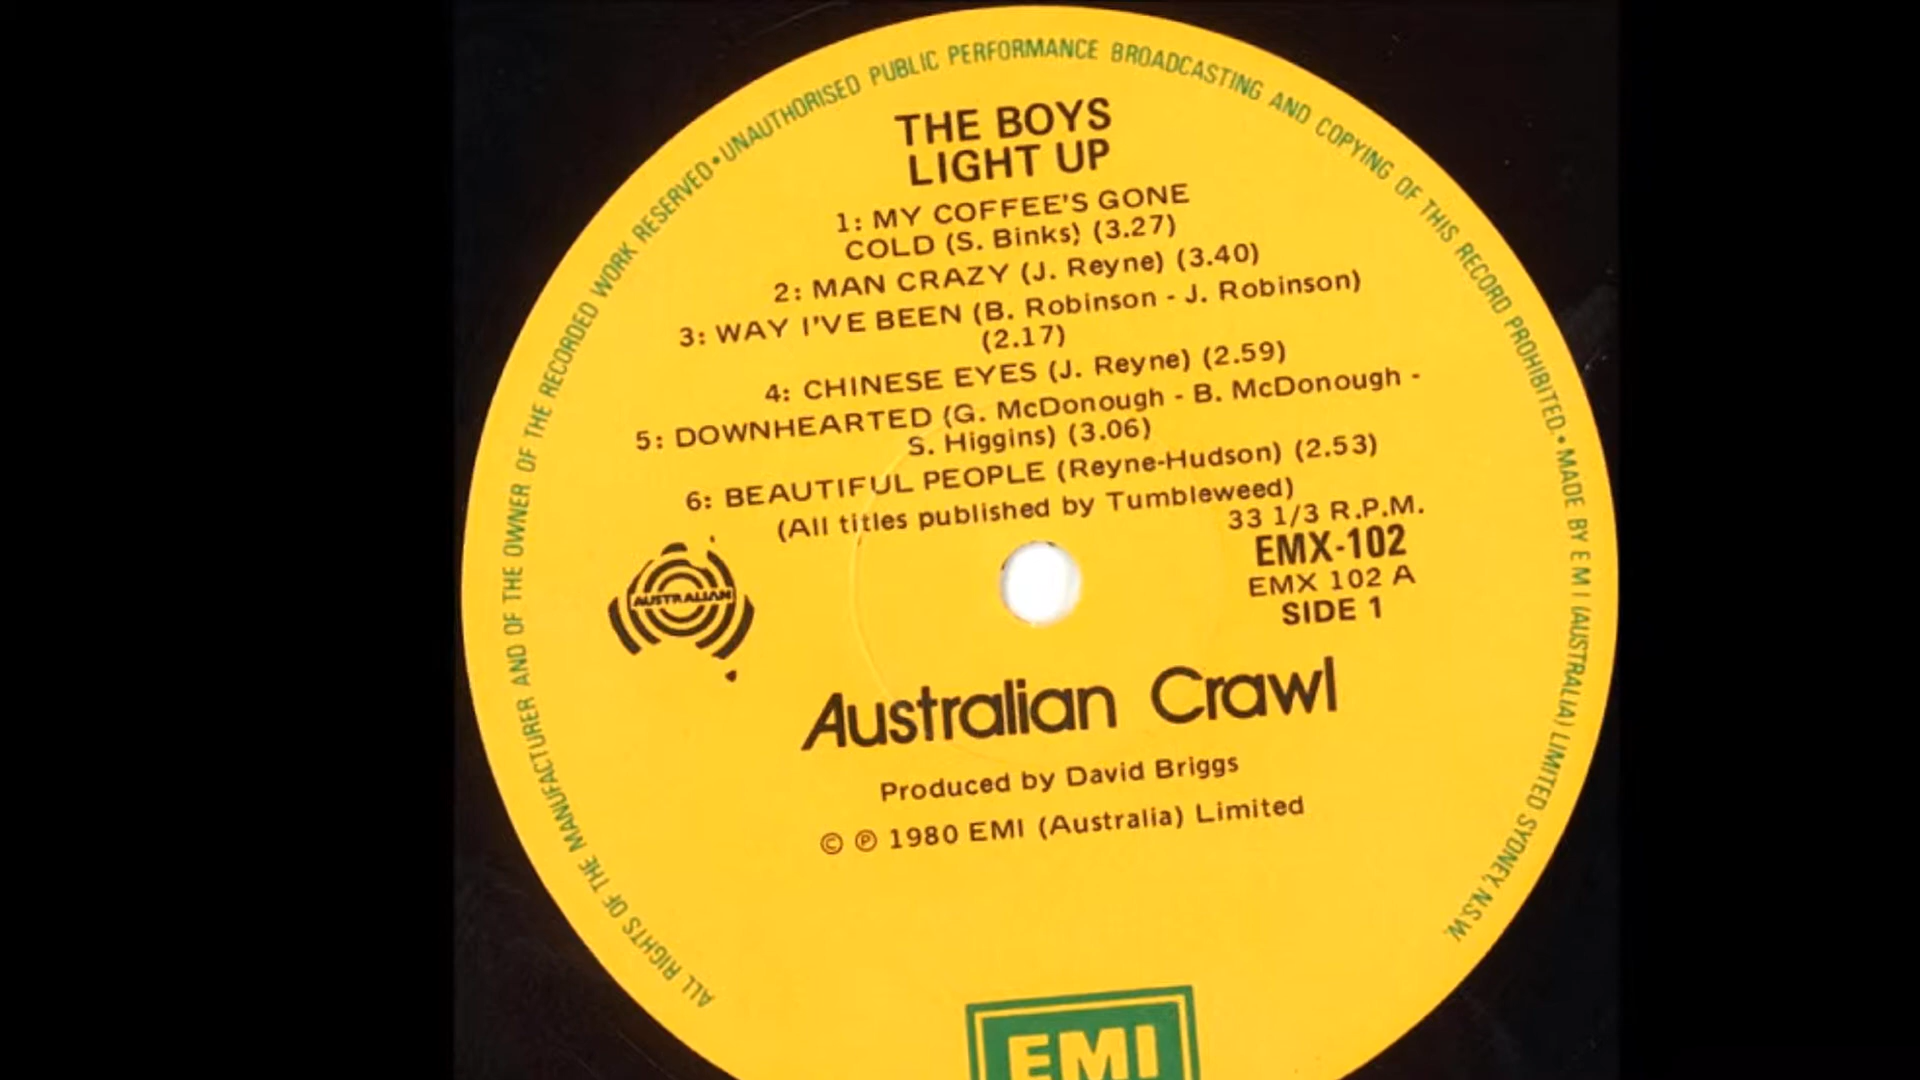 ALL RIGHTS OF THE MANUFACTURER AND OF THE OWNER OF THE RECORDED WORK RESERVED • UNAUTHORISED PUBLIC PERFORMANCE BROADCASTING AND COPYING OF THIS RECORD PROHIBITED. • MADE BY E M I (AUSTRALIA) LIMITED SYDNEY, N.S.W.
THE BOYS
LIGHT UP
1: MY COFFEE'S GONE
COLD (S. Binks) (3.27)
2: MAN CRAZY (J. Reyne) (3.40)
3: WAY I'VE BEEN (B. Robinson - J. Robinson)
(2.17)
4: CHINESE EYES (J. Reyne) (2.59)
5: DOWNHEARTED (G. McDonough - B. McDonough -
S. Higgins) (3.06)
6: BEAUTIFUL PEOPLE (Reyne-Hudson) (2.53)
(All titles published by Tumbleweed)
33 1/3 R.P.M.
EMX-102
EMX 102 A
SIDE 1
AUSTRALIAN
Australian Crawl
Produced by David Briggs
© ℗ 1980 EMI (Australia) Limited
EMI